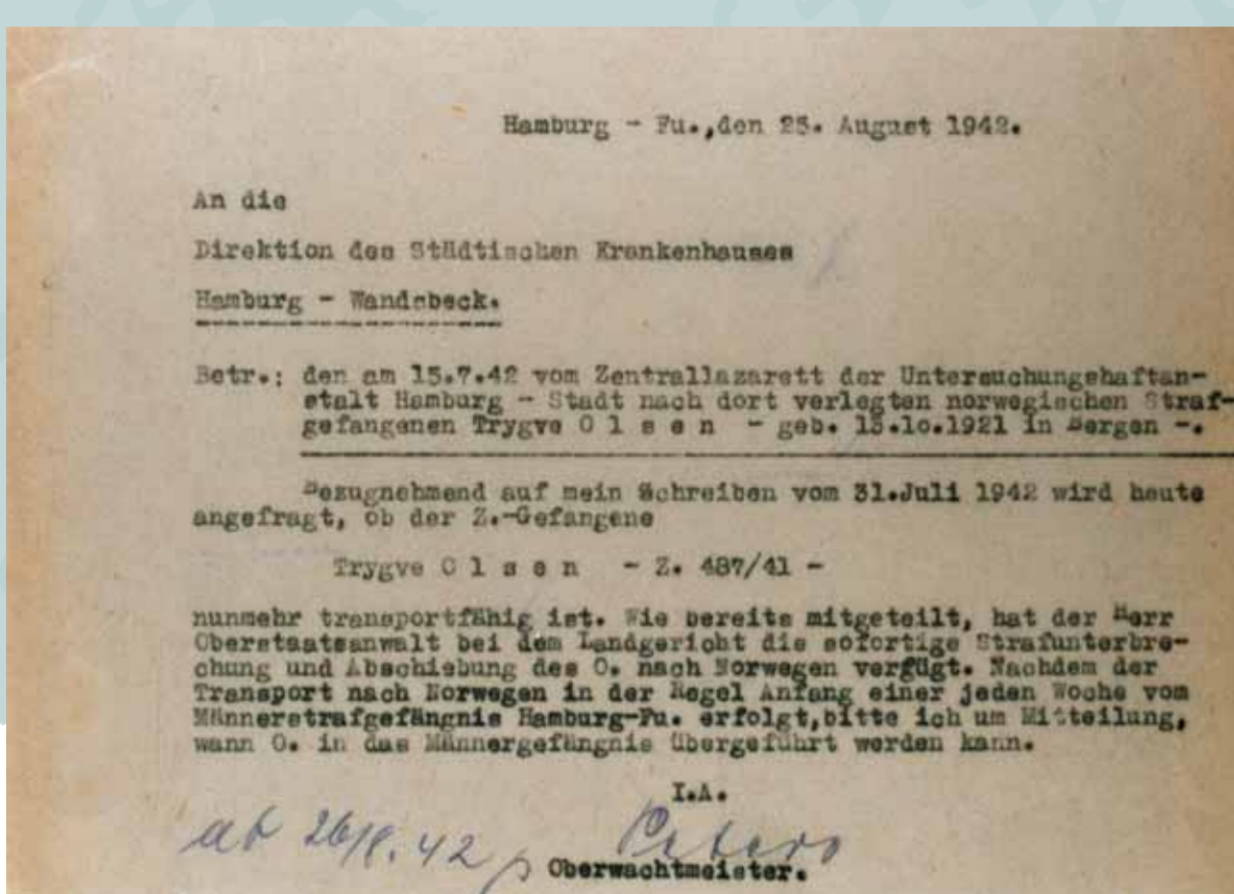 Hamburg - Fu.,den 25. August 1942.
An die
Direktion des Städtischen Krankenhauses
Hamburg - Wandsbeck.
Betr.: den am 15.7.42 vom Zentrallazarett der Untersuchungshaftan-
stalt Hamburg - Stadt nach dort verlegten norwegischen Straf-
gefangenen Trygve O l s e n - geb. 13.10.1921 in Bergen -.
Bezugnehmend auf mein Schreiben vom 31.Juli 1942 wird heute
angefragt, ob der Z.-Gefangene
Trygve O l s e n - Z. 487/41 -
nunmehr transportfähig ist. Wie bereits mitgeteilt, hat der Herr
Oberstaatsanwalt bei dem Landgericht die sofortige Strafunterbre-
chung und Abschiebung des O. nach Norwegen verfügt. Nachdem der
Transport nach Norwegen in der Regel Anfang einer jeden Woche vom
Männerstrafgefängnis Hamburg-Fu. erfolgt,bitte ich um Mitteilung,
wann O. in das Männergefängnis übergeführt werden kann.
I.A.
ab 26/8.42 Peters
Oberwachtmeister.